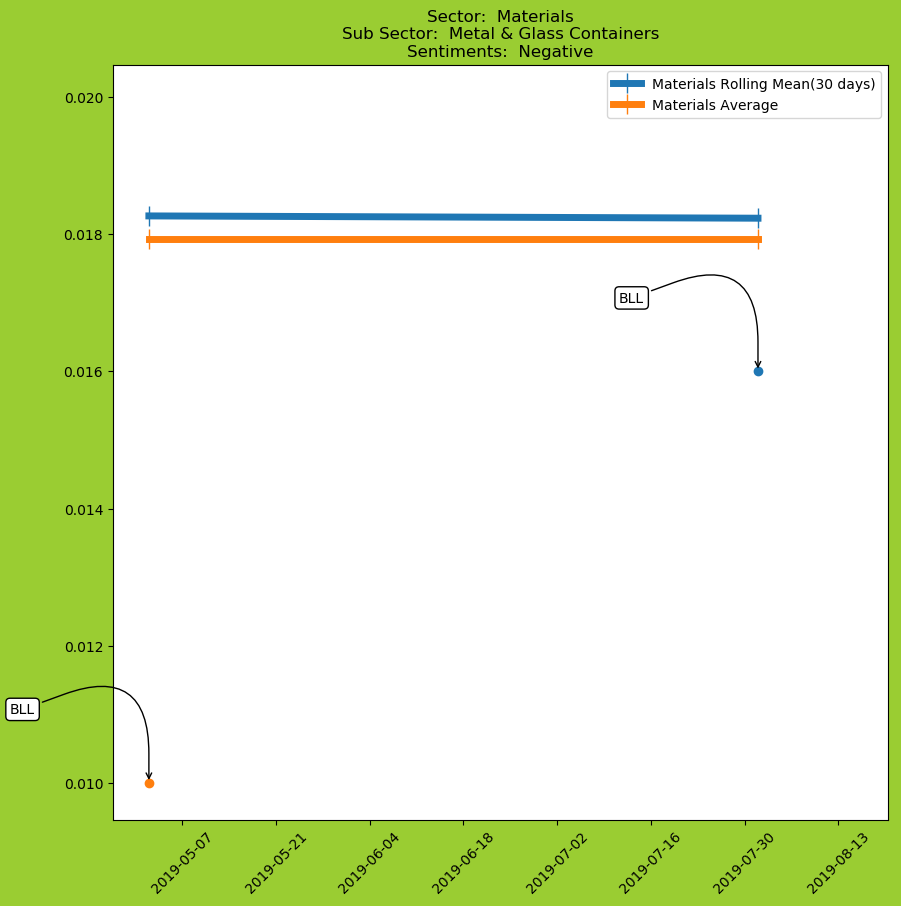 Sector:  Materials
Sub Sector:  Metal & Glass Containers
Sentiments:  Negative
Materials Rolling Mean(30 days)
Materials Average
0.020
0.018
0.016
0.014
0.012
0.010
BLL
BLL
2019-05-07
2019-05-21
2019-06-04
2019-06-18
2019-07-02
2019-07-16
2019-07-30
2019-08-13